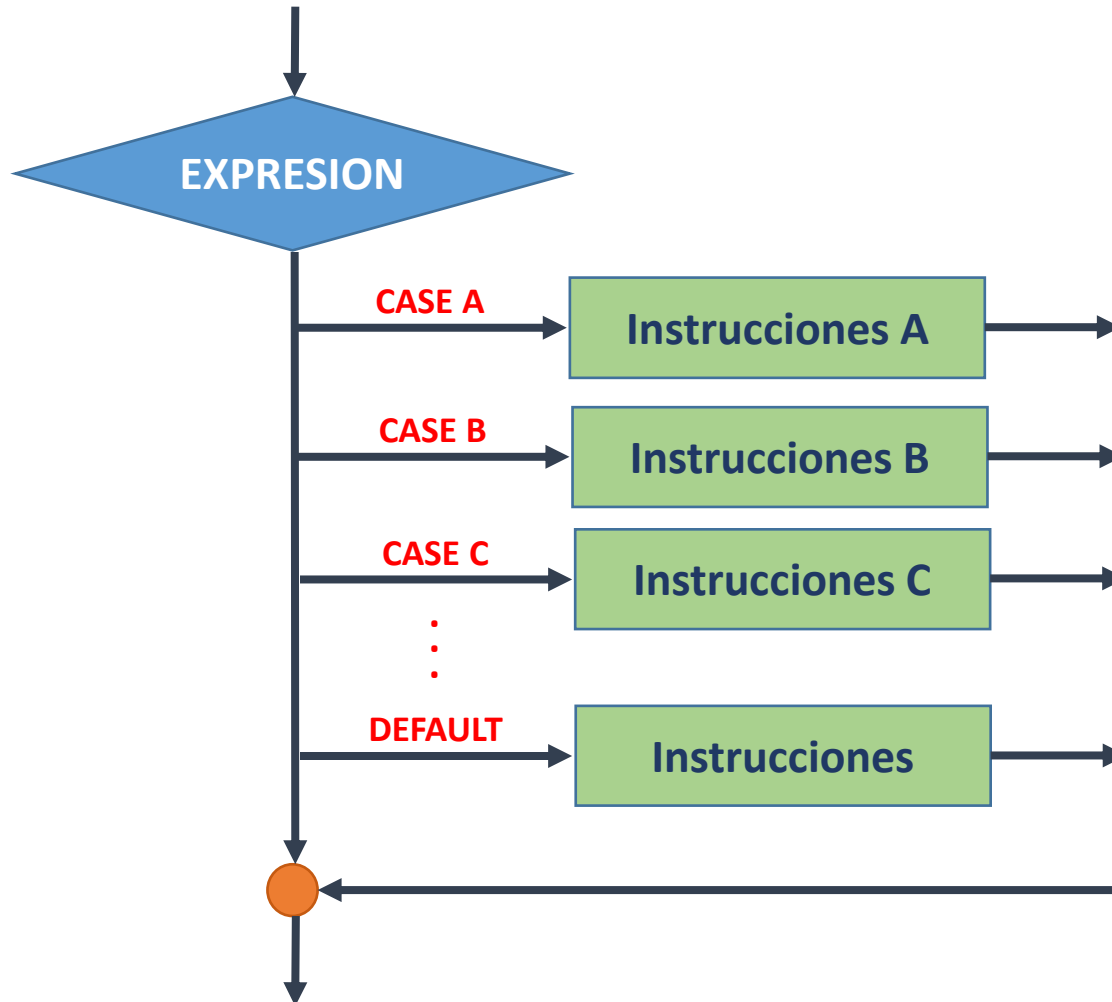 EXPRESION
CASE A
Instrucciones A
CASE B
Instrucciones B
CASE C
Instrucciones C
.
.
.
DEFAULT
Instrucciones